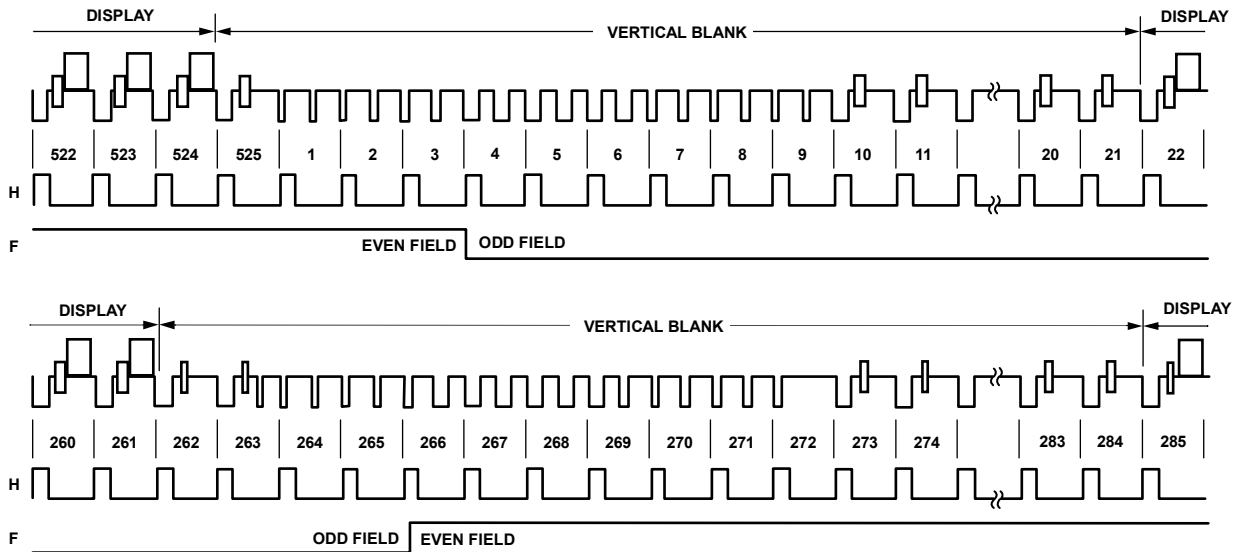 DISPLAY VERTICAL BLANK DISPLAY
522 523 524 525 1 2 3 4 5 6 7 8 9 10 11 20 21 22
H
F EVEN FIELD ODD FIELD
DISPLAY VERTICAL BLANK DISPLAY
260 261 262 263 264 265 266 267 268 269 270 271 272 273 274 283 284 285
H
F ODD FIELD EVEN FIELD